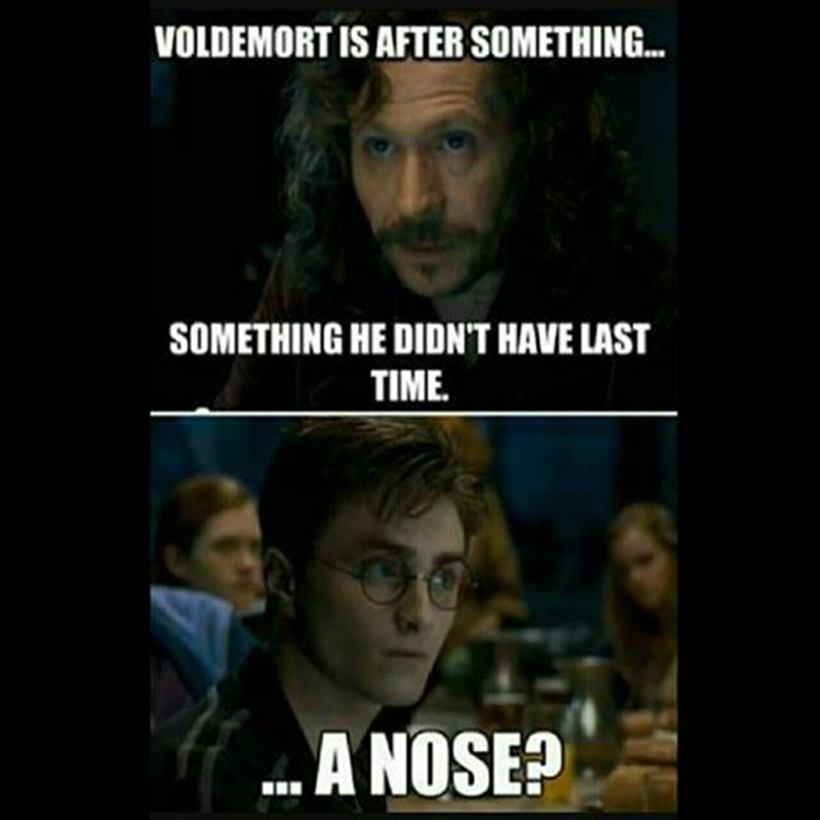 VOLDEMORT IS AFTER SOMETHING...
SOMETHING HE DIDN'T HAVE LAST
TIME.
... A NOSE?